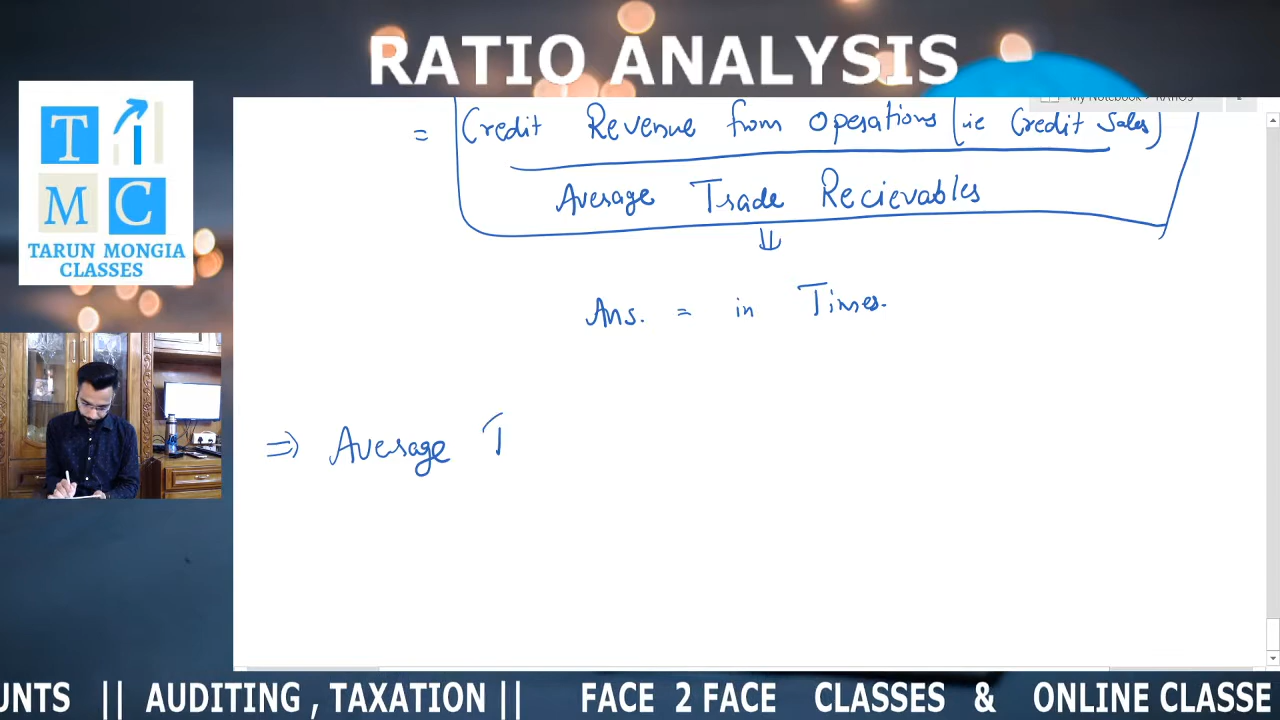 RATIO ANALYSIS
T
M C
TARUN MONGIA
CLASSES
= Credit Revenue from Operations (ie Credit Sales)
Average Trade Recievables
Ans. = in Times.
⇒ Average T
UNTS || AUDITING , TAXATION || FACE 2 FACE CLASSES & ONLINE CLASSE